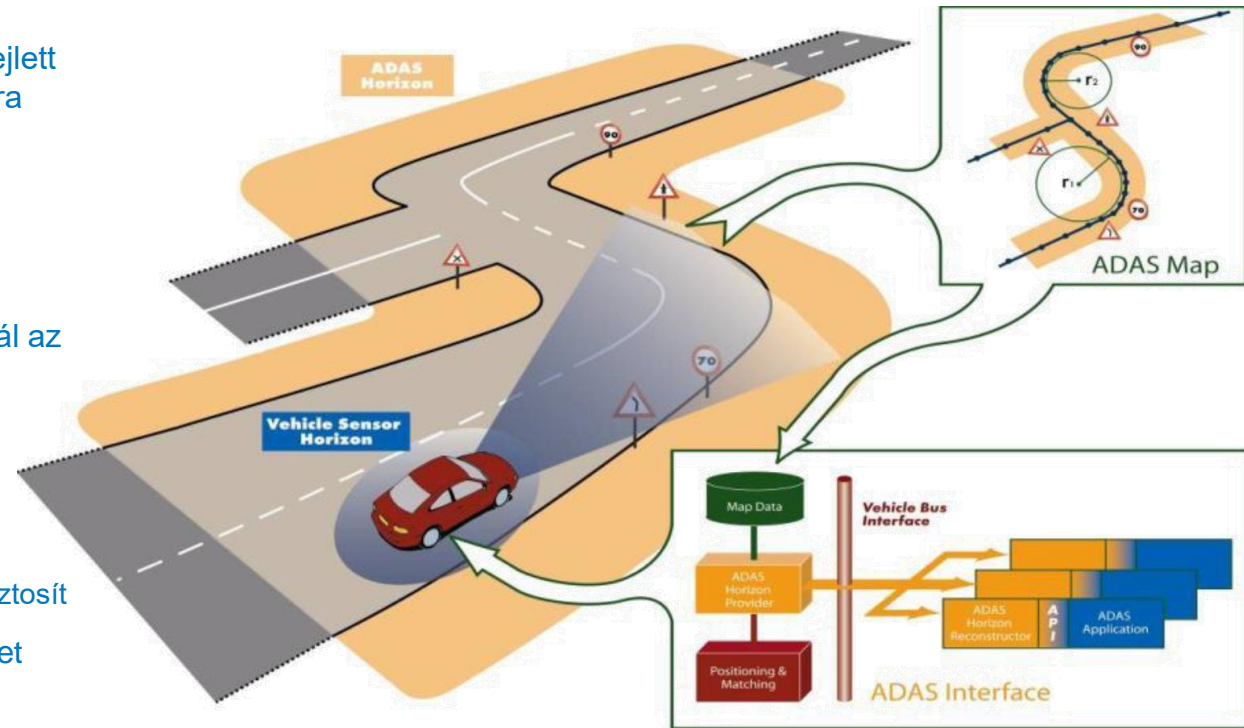 ejlett
ra
ál az
ztosít
et
ADAS
Horizon
90
70
Vehicle Sensor
Horizon
90
r2
r1
70
ADAS Map
Map Data
ADAS
Horizon
Provider
Positioning &
Matching
Vehicle Bus
Interface
ADAS
Horizon
Reconstructor
A
P
I
ADAS
Application
ADAS Interface